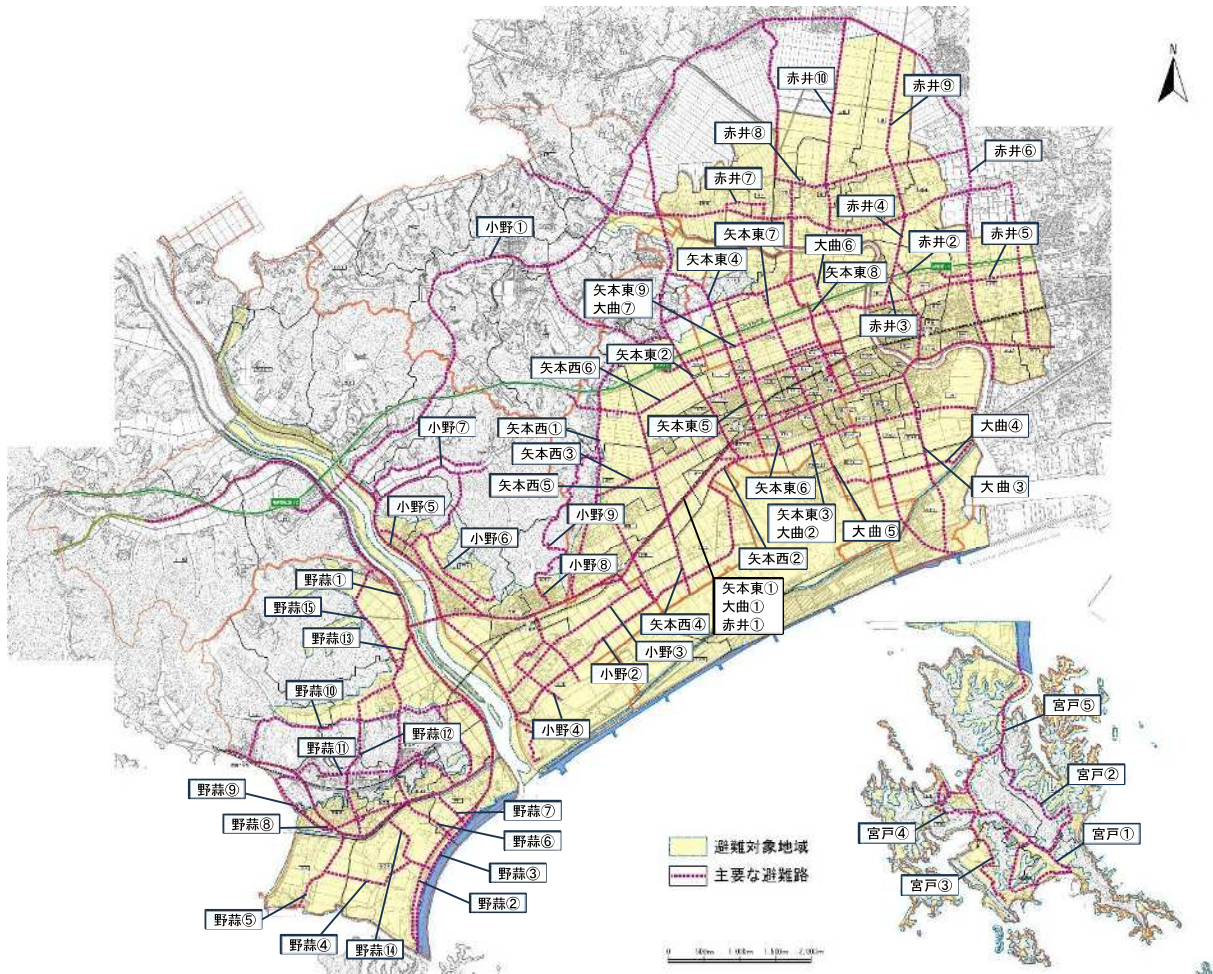 N
赤井⑩
赤井⑨
赤井⑧
赤井⑥
赤井⑦
赤井④
小野①
矢本東⑦
大曲⑥
赤井②
赤井⑤
矢本東④
矢本東⑧
矢本東⑨
大曲⑦
赤井③
矢本東②
矢本西⑥
矢本西①
矢本東⑤
小野⑦
大曲④
矢本西③
矢本西⑤
矢本東⑥
大曲③
小野⑤
小野⑨
矢本東③
大曲②
大曲⑤
小野⑥
矢本西②
小野⑧
野蒜①
矢本東①
大曲①
赤井①
野蒜⑮
矢本西④
野蒜⑬
小野③
小野②
野蒜⑩
宮戸⑤
小野④
野蒜⑪
野蒜⑫
宮戸②
野蒜⑨
野蒜⑦
野蒜⑧
野蒜⑥
宮戸④
宮戸①
避難対象地域
野蒜③
主要な避難路
宮戸③
野蒜②
野蒜⑤
野蒜④
野蒜⑭
0 500m 1,000m 1,500m 2,000m